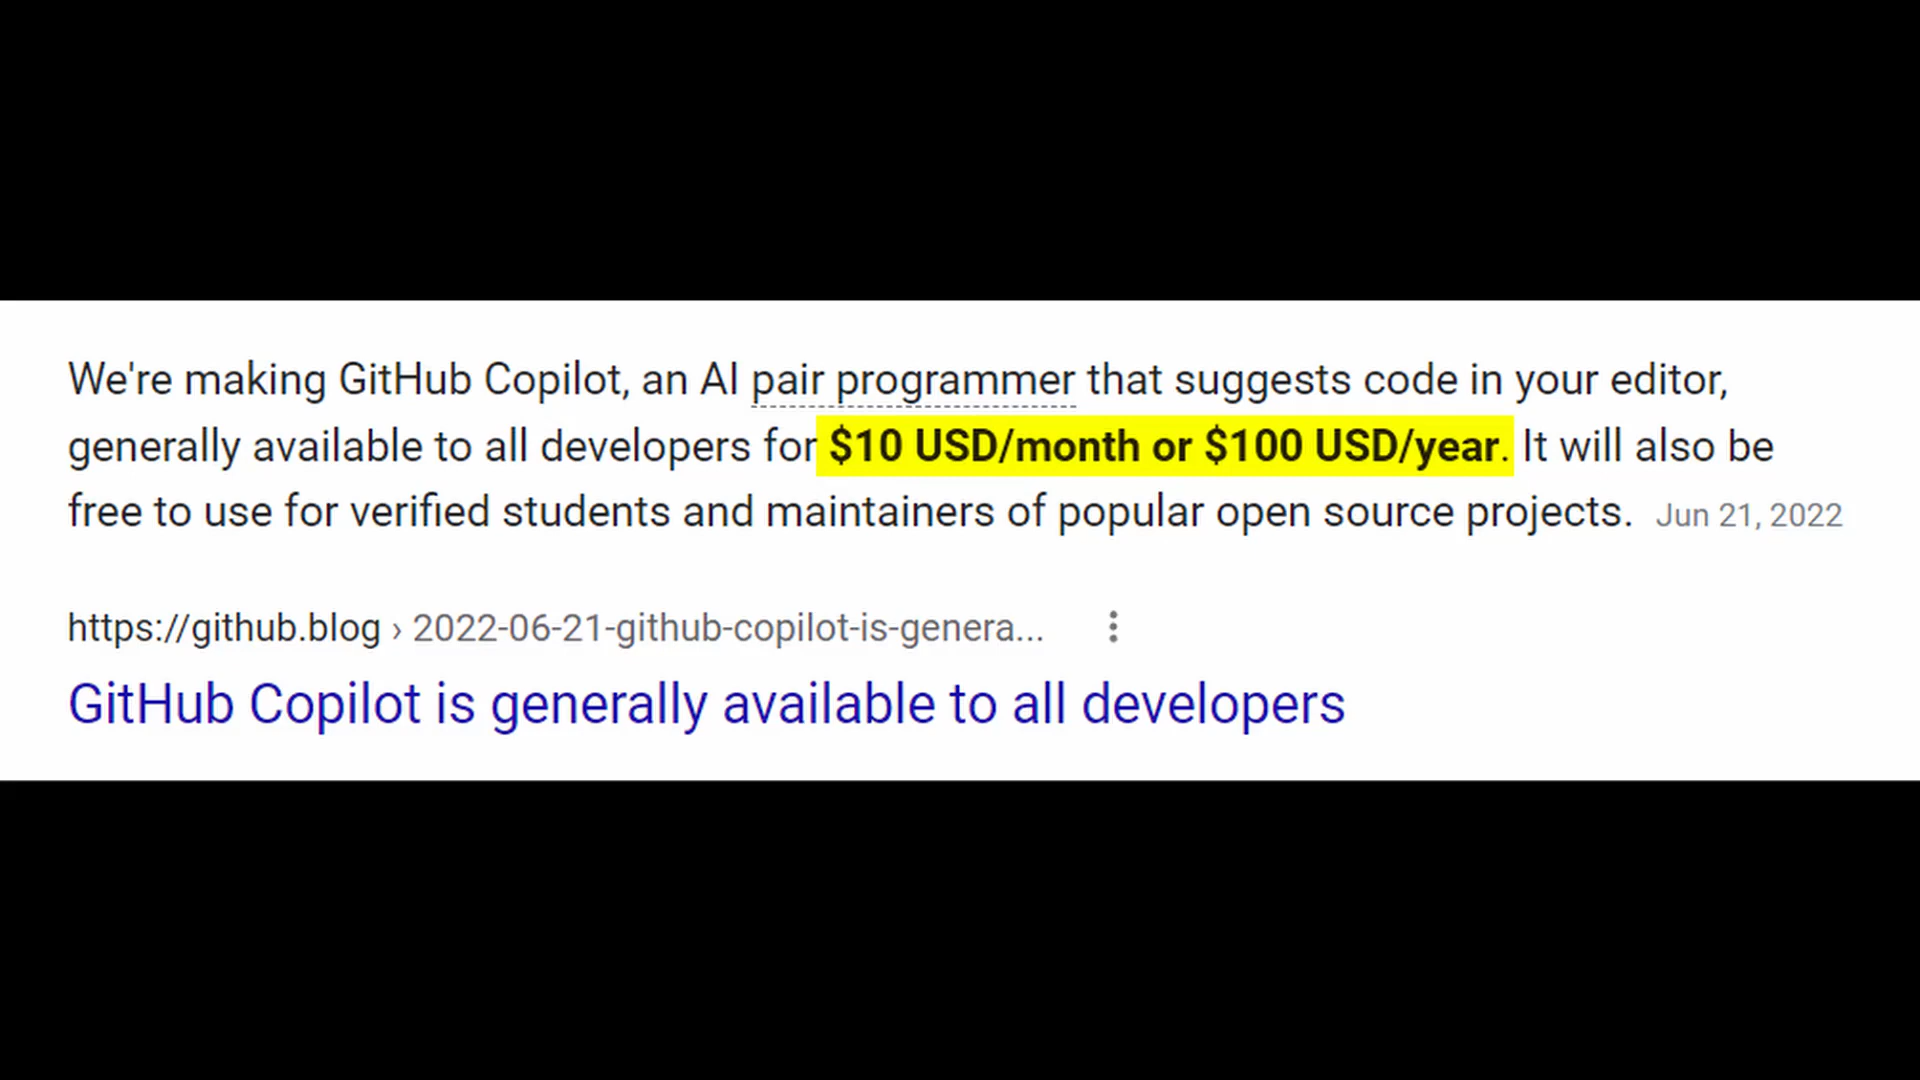 We're making GitHub Copilot, an AI pair programmer that suggests code in your editor,
generally available to all developers for $10 USD/month or $100 USD/year. It will also be
free to use for verified students and maintainers of popular open source projects. Jun 21, 2022
https://github.blog › 2022-06-21-github-copilot-is-genera...
GitHub Copilot is generally available to all developers